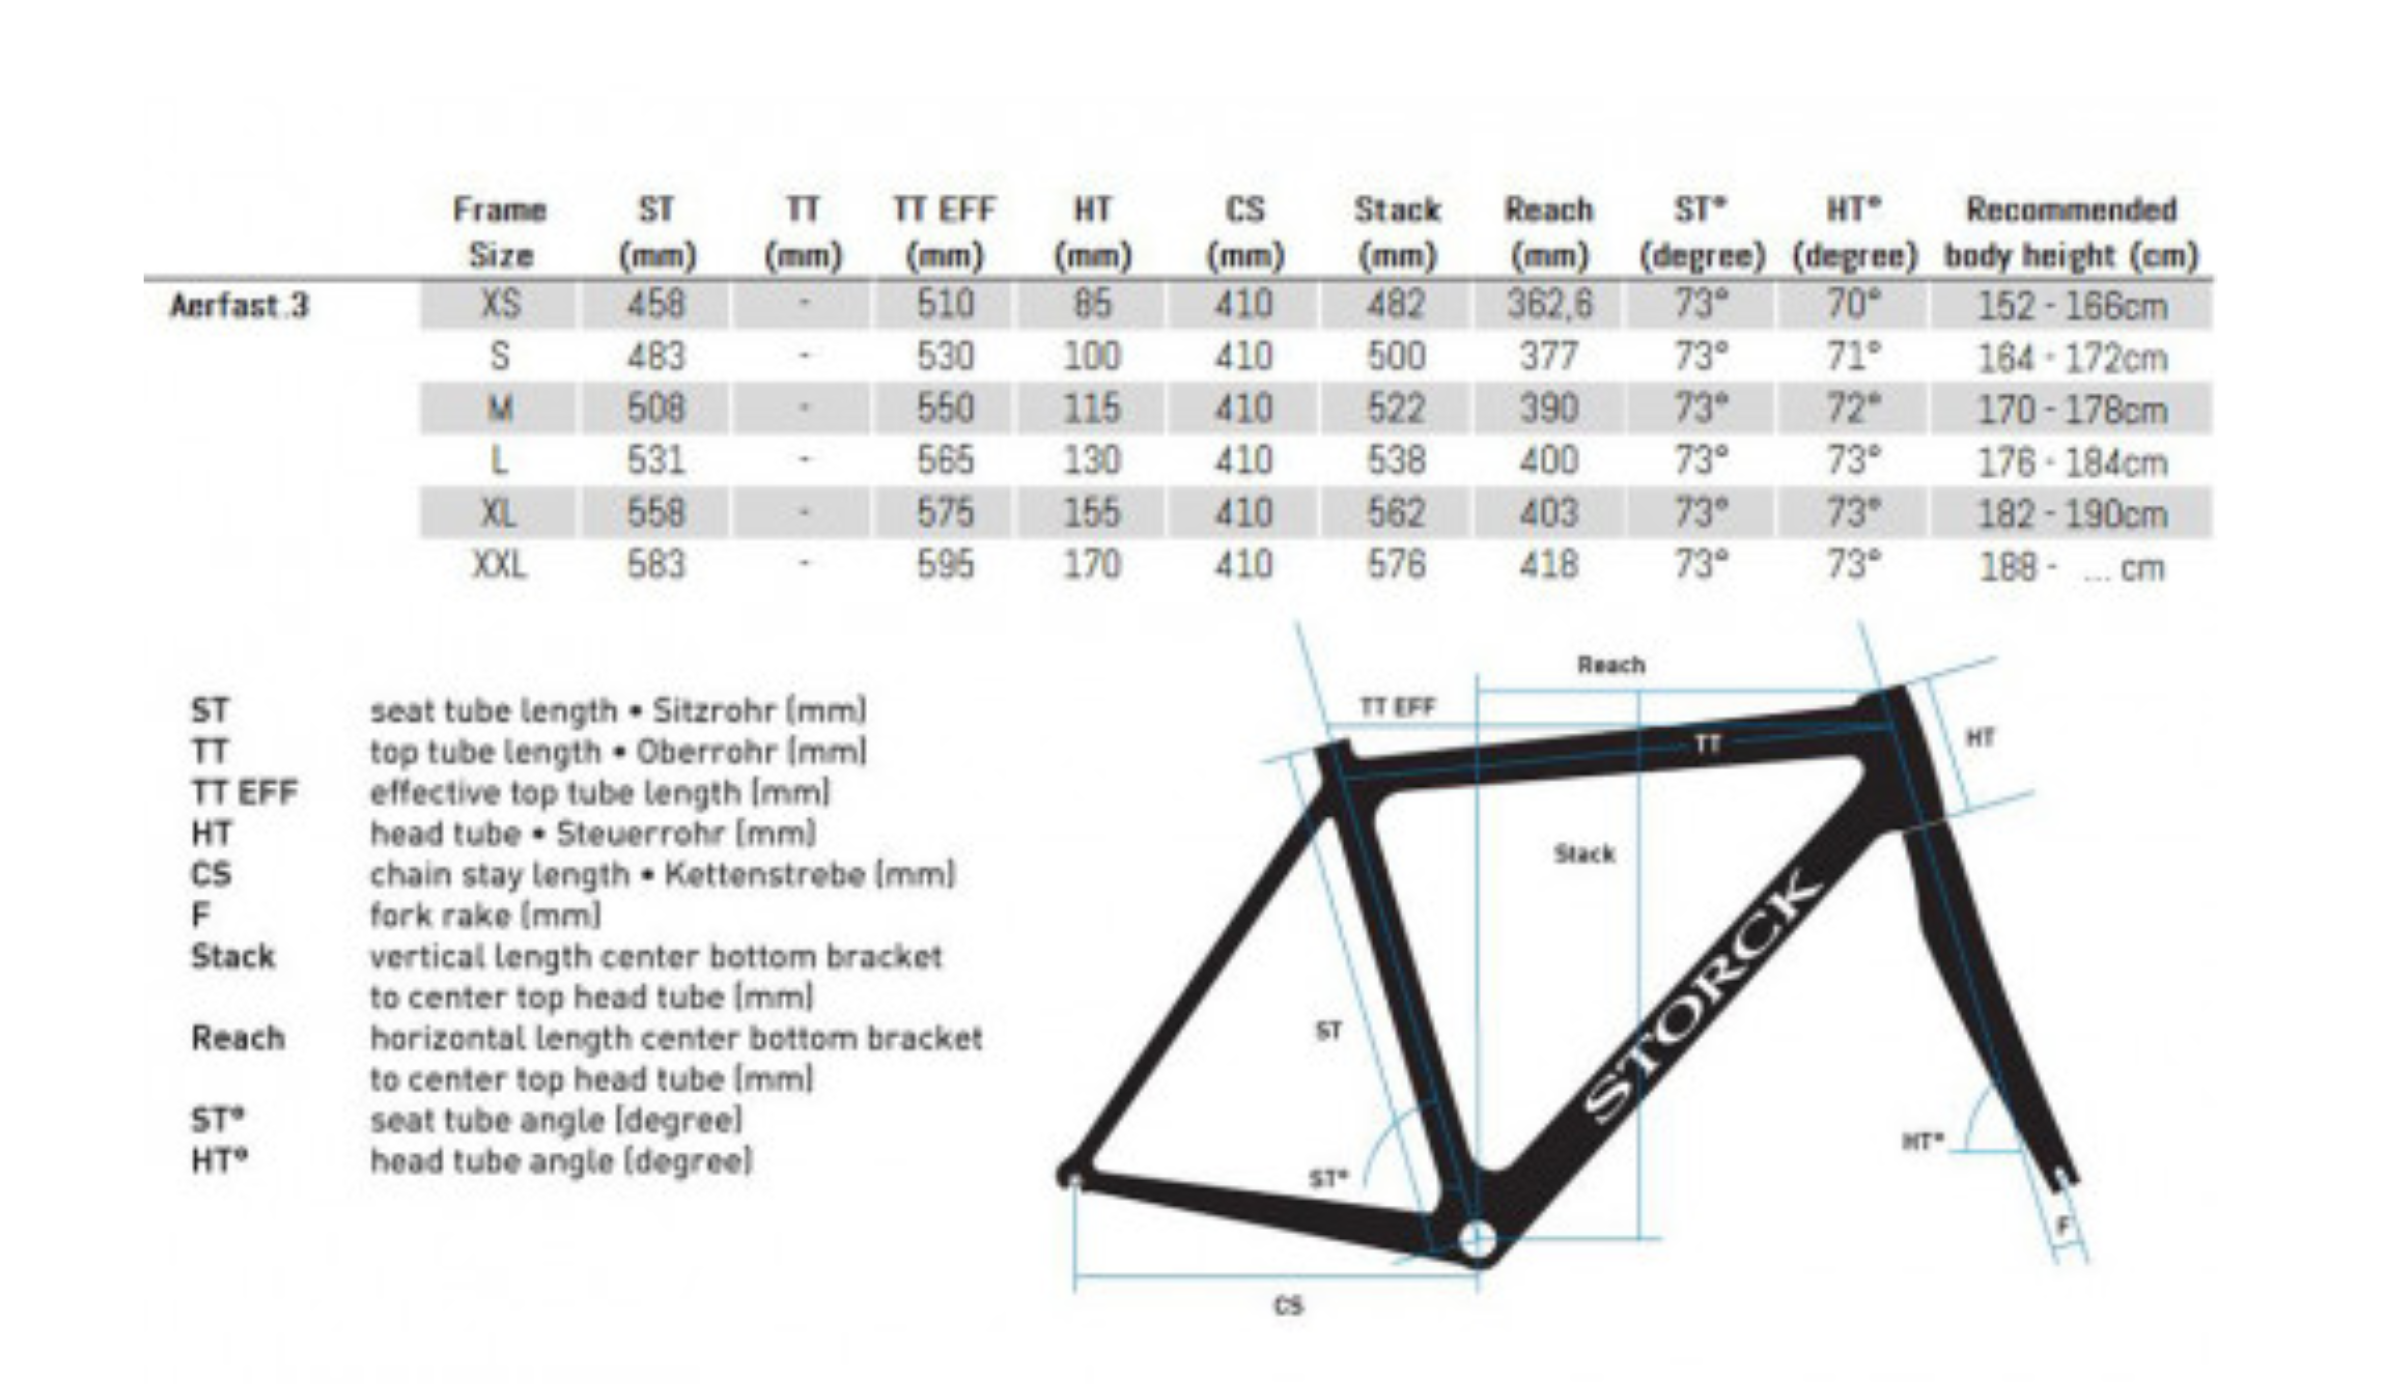 Frame ST TT TT EFF HT CS Stack Reach ST° HT° Recommended
Size (mm) (mm) (mm) (mm) (mm) (mm) (mm) (degree) (degree) body height (cm)
Aerfast.3 XS 458 - 510 85 410 482 362,6 73° 70° 152 - 166cm
S 483 - 530 100 410 500 377 73° 71° 164 - 172cm
M 508 - 550 115 410 522 390 73° 72° 170 - 178cm
L 531 - 565 130 410 538 400 73° 73° 176 - 184cm
XL 558 - 575 155 410 562 403 73° 73° 182 - 190cm
XXL 583 - 595 170 410 576 418 73° 73° 188 - ... cm
ST seat tube length • Sitzrohr (mm)
TT top tube length • Oberrohr (mm)
TT EFF effective top tube length (mm)
HT head tube • Steuerrohr (mm)
CS chain stay length • Kettenstrebe (mm)
F fork rake (mm)
Stack vertical length center bottom bracket
to center top head tube (mm)
Reach horizontal length center bottom bracket
to center top head tube (mm)
ST° seat tube angle (degree)
HT° head tube angle (degree)
Reach
TT EFF
TT
HT
Stack
STORCK
ST
HT°
ST°
F
CS